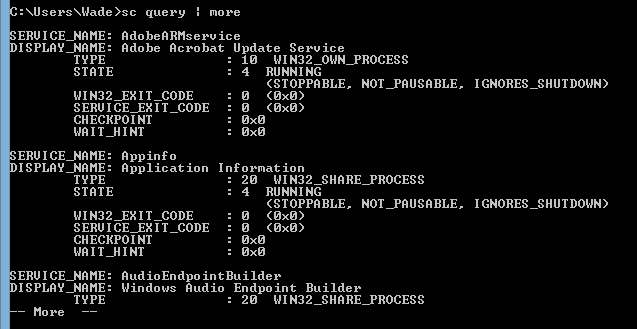 C:\Users\Wade>sc query | more
SERVICE_NAME: AdobeARMservice
DISPLAY_NAME: Adobe Acrobat Update Service
TYPE : 10 WIN32_OWN_PROCESS
STATE : 4 RUNNING
(STOPPABLE, NOT_PAUSABLE, IGNORES_SHUTDOWN)
WIN32_EXIT_CODE : 0 (0x0)
SERVICE_EXIT_CODE : 0 (0x0)
CHECKPOINT : 0x0
WAIT_HINT : 0x0
SERVICE_NAME: Appinfo
DISPLAY_NAME: Application Information
TYPE : 20 WIN32_SHARE_PROCESS
STATE : 4 RUNNING
(STOPPABLE, NOT_PAUSABLE, IGNORES_SHUTDOWN)
WIN32_EXIT_CODE : 0 (0x0)
SERVICE_EXIT_CODE : 0 (0x0)
CHECKPOINT : 0x0
WAIT_HINT : 0x0
SERVICE_NAME: AudioEndpointBuilder
DISPLAY_NAME: Windows Audio Endpoint Builder
TYPE : 20 WIN32_SHARE_PROCESS
-- More --